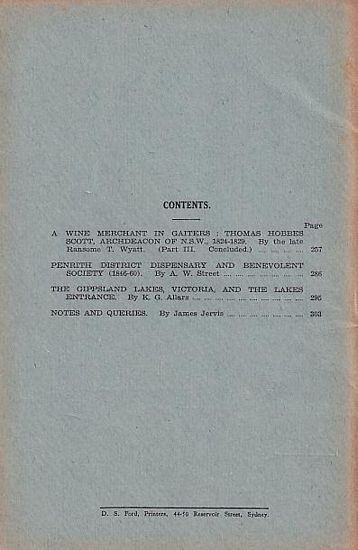 CONTENTS.
Page
A WINE MERCHANT IN GAITERS : THOMAS HOBBES
SCOTT, ARCHDEACON OF N.S.W., 1824-1829. By the late
Ransome T. Wyatt. (Part III. Concluded.) .... .... .... .... 257
PENRITH DISTRICT DISPENSARY AND BENEVOLENT
SOCIETY (1846-60). By A. W. Street .... .... .... .... .... .... 286
THE GIPPSLAND LAKES, VICTORIA, AND THE LAKES
ENTRANCE. By K. G. Allars .... .... .... .... .... .... .... .... 295
NOTES AND QUERIES. By James Jervis .... .... .... .... .... 303
D. S. Ford, Printers, 44-50 Reservoir Street, Sydney.